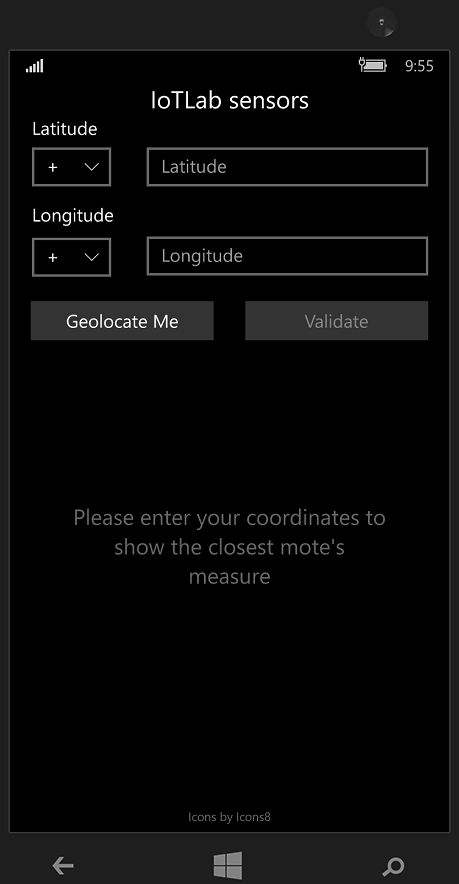 9:55
IoTLab sensors
Latitude
+ Latitude
Longitude
+ Longitude
Geolocate Me Validate
Please enter your coordinates to
show the closest mote's
measure
Icons by Icons8